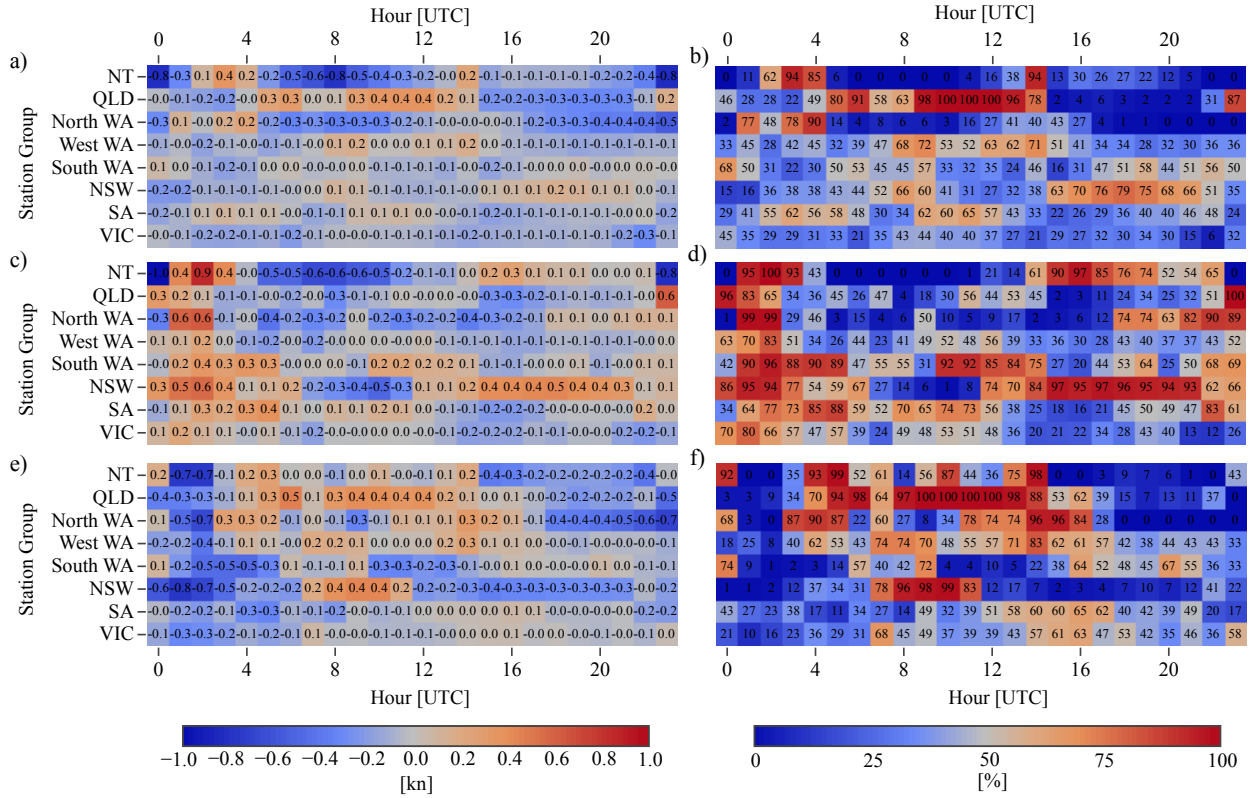 Hour [UTC] Hour [UTC]
0 4 8 12 16 20 0 4 8 12 16 20
a) b)
NT -0.8 -0.3 0.1 0.4 0.2 -0.2 -0.5 -0.6 -0.8 -0.5 -0.4 -0.3 -0.2 -0.0 0.2 -0.1 -0.1 -0.1 -0.1 -0.1 -0.2 -0.2 -0.4 -0.8 0 11 62 94 85 6 0 0 0 0 0 4 16 38 94 13 30 26 27 22 12 5 0 0
QLD -0.0 -0.1 -0.2 -0.2 -0.0 0.3 0.3 0.0 0.1 0.3 0.4 0.4 0.4 0.2 0.1 -0.2 -0.2 -0.2 -0.3 -0.3 -0.3 -0.3 -0.1 0.2 46 28 28 22 49 80 91 58 63 98 100 100 100 96 78 2 4 6 3 2 2 2 31 87
North WA -0.3 0.1 -0.0 0.2 0.2 -0.2 -0.3 -0.3 -0.3 -0.3 -0.3 -0.2 -0.1 -0.1 -0.1 -0.1 -0.1 -0.2 -0.3 -0.3 -0.4 -0.4 -0.4 -0.5 2 77 48 78 90 14 4 8 6 6 3 16 27 41 40 43 27 4 1 1 0 0 0 0
West WA -0.1 -0.0 -0.2 -0.0 -0.1 -0.1 -0.1 -0.0 0.1 0.2 0.0 0.0 0.1 0.1 0.2 -0.0 -0.1 -0.1 -0.1 -0.1 -0.1 -0.1 -0.1 -0.1 33 45 28 42 45 32 39 47 68 72 53 52 63 62 71 51 41 34 33 28 32 30 36 36
South WA 0.1 0.0 -0.1 -0.2 -0.1 -0.0 -0.1 -0.1 -0.1 0.0 -0.1 -0.1 -0.1 -0.1 -0.0 -0.2 -0.1 -0.0 0.0 0.0 -0.0 -0.0 0.0 0.0 68 50 31 22 30 50 53 45 45 57 33 32 35 24 46 16 31 47 51 58 44 51 56 50
NSW -0.2 -0.2 -0.1 -0.1 -0.1 -0.1 -0.0 0.0 0.1 0.1 -0.1 -0.1 -0.1 -0.1 -0.1 0.1 0.1 0.1 0.2 0.1 0.1 0.1 0.0 -0.1 15 16 36 38 38 43 44 52 66 60 41 31 27 32 38 63 70 76 79 75 68 66 51 35
SA -0.2 -0.1 0.1 0.1 0.1 0.1 -0.0 -0.1 -0.1 0.1 0.1 0.1 0.0 -0.1 -0.2 -0.1 -0.1 -0.1 -0.1 -0.1 -0.0 -0.0 -0.0 -0.2 29 41 55 62 56 58 48 30 34 62 60 65 57 43 33 22 26 29 36 40 40 46 48 24
VIC -0.0 -0.1 -0.2 -0.2 -0.1 -0.1 -0.2 -0.1 -0.0 -0.0 -0.0 -0.0 -0.0 -0.1 -0.1 -0.1 -0.1 -0.1 -0.1 -0.1 -0.1 -0.2 -0.3 -0.1 45 35 29 29 31 33 21 35 43 44 40 40 37 27 21 29 27 32 30 34 30 15 6 32
Station Group
c) d)
NT -1.0 0.4 0.9 0.4 -0.0 -0.5 -0.5 -0.6 -0.6 -0.6 -0.5 -0.2 -0.1 -0.1 0.0 0.2 0.3 0.1 0.1 0.1 0.0 0.0 0.1 -0.8 0 95 100 93 43 0 0 0 0 0 0 1 21 14 61 90 97 85 76 74 52 54 65 0
QLD 0.3 0.2 0.1 -0.1 -0.1 -0.0 -0.2 -0.0 -0.3 -0.1 -0.1 0.0 -0.0 0.0 -0.0 -0.3 -0.3 -0.2 -0.1 -0.1 -0.1 -0.1 -0.0 0.6 96 83 65 34 36 45 26 47 4 18 30 56 44 53 45 2 3 11 24 34 25 32 51 100
North WA -0.3 0.6 0.6 -0.1 -0.0 -0.4 -0.2 -0.3 -0.2 0.0 -0.2 -0.3 -0.2 -0.2 -0.4 -0.3 -0.2 -0.1 0.1 0.1 0.0 0.1 0.1 0.1 1 99 99 29 46 3 15 4 8 50 10 5 9 17 2 3 6 12 74 74 63 82 90 89
West WA 0.1 0.1 0.2 0.0 -0.1 -0.1 -0.0 -0.2 -0.1 -0.0 -0.0 -0.1 -0.1 -0.1 -0.2 -0.1 -0.1 -0.1 -0.0 -0.0 -0.0 -0.1 -0.0 0.0 63 70 83 51 34 26 44 23 41 49 52 36 38 38 21 34 28 33 40 40 37 37 43 52
South WA -0.0 0.2 0.4 0.3 0.3 0.3 -0.0 0.0 0.0 -0.1 0.2 0.2 0.2 0.2 0.1 -0.1 -0.2 -0.1 0.0 0.0 -0.1 -0.0 0.1 0.1 42 90 96 88 90 89 47 55 55 31 92 92 85 84 75 27 20 44 53 64 25 50 68 69
NSW 0.3 0.5 0.6 0.4 0.1 0.1 0.2 -0.2 -0.3 -0.4 -0.5 -0.3 0.1 0.1 0.2 0.4 0.4 0.4 0.5 0.4 0.4 0.3 0.1 0.1 86 95 94 77 54 59 67 27 14 6 1 8 74 70 84 97 95 97 96 95 94 93 62 66
SA -0.1 0.1 0.3 0.2 0.3 0.4 0.1 0.0 0.1 0.1 0.2 0.1 0.0 -0.1 -0.1 -0.2 -0.2 -0.2 -0.0 -0.0 -0.0 -0.0 0.2 0.0 34 64 77 73 85 88 59 52 70 65 74 73 61 38 25 18 16 21 45 50 49 47 83 61
VIC 0.1 0.2 0.1 0.1 -0.0 0.1 -0.1 -0.2 -0.0 -0.0 0.0 0.0 0.0 -0.0 -0.1 -0.2 -0.2 -0.2 -0.1 -0.0 -0.1 -0.2 -0.2 -0.1 70 80 66 57 46 57 39 24 49 48 53 51 48 56 36 20 21 22 34 28 43 40 13 12 26
Station Group
e) f)
NT 0.2 -0.7 -0.7 -0.1 0.2 0.3 0.0 0.0 -0.1 0.0 0.1 -0.0 -0.0 0.1 0.2 -0.4 -0.3 -0.2 -0.2 -0.2 -0.2 -0.2 -0.4 -0.0 92 0 0 35 93 99 52 61 14 56 87 44 36 75 98 0 0 3 9 7 6 1 0 43
QLD -0.4 -0.3 -0.3 -0.1 0.1 0.3 0.5 0.1 0.3 0.4 0.4 0.4 0.4 0.2 0.1 0.0 0.1 -0.1 -0.2 -0.2 -0.2 -0.2 -0.1 -0.5 3 3 9 34 70 94 98 64 97 100 100 100 100 98 88 53 62 39 15 7 13 11 37 0
North WA 0.1 -0.5 -0.7 0.3 0.3 0.2 -0.1 0.0 -0.1 -0.3 -0.1 0.1 0.1 0.1 0.3 0.2 0.1 -0.1 -0.4 -0.4 -0.4 -0.5 -0.6 -0.7 68 3 0 87 90 87 22 60 27 8 34 78 74 74 96 96 84 28 0 0 0 0 0 0
West WA -0.2 -0.2 -0.4 -0.1 0.1 0.0 -0.1 0.2 0.2 0.1 -0.0 0.0 0.0 0.2 0.3 0.1 0.1 0.0 -0.0 -0.1 -0.0 -0.0 -0.1 -0.1 18 25 8 40 62 53 43 74 74 70 48 55 57 71 83 62 61 57 42 38 44 43 43 33
South WA 0.1 -0.2 -0.5 -0.5 -0.5 -0.3 0.1 -0.1 -0.1 0.1 -0.3 -0.3 -0.3 -0.2 -0.1 0.0 0.1 0.0 -0.0 -0.0 0.1 0.0 -0.1 -0.1 74 9 1 2 3 14 57 40 42 72 4 4 10 5 22 38 64 52 46 48 67 55 33 36
NSW -0.6 -0.8 -0.7 -0.5 -0.2 -0.2 -0.2 0.2 0.4 0.4 0.4 0.2 -0.2 -0.2 -0.3 -0.4 -0.3 -0.3 -0.3 -0.3 -0.3 -0.3 -0.0 -0.2 1 1 2 12 37 34 31 78 96 98 99 83 12 17 7 2 3 4 7 10 7 12 41 22
SA -0.0 -0.2 -0.2 -0.1 -0.3 -0.3 -0.1 -0.1 -0.2 -0.0 -0.1 -0.1 0.0 0.0 0.0 0.0 0.1 0.1 -0.0 -0.0 -0.0 -0.0 -0.2 -0.2 43 27 23 38 17 11 34 27 14 49 32 39 51 58 60 60 65 62 40 42 39 49 20 17
VIC -0.1 -0.3 -0.3 -0.2 -0.1 -0.2 -0.1 0.1 -0.0 -0.0 -0.1 -0.1 -0.0 -0.0 0.0 0.1 0.1 -0.0 0.0 -0.0 -0.0 -0.1 -0.1 0.0 21 10 16 23 36 29 31 68 45 49 37 39 39 43 57 61 63 47 53 42 35 46 36 58
Station Group
0 4 8 12 16 20 0 4 8 12 16 20
Hour [UTC] Hour [UTC]
−1.0 −0.8 −0.6 −0.4 −0.2 0.0 0.2 0.4 0.6 0.8 1.0 0 25 50 75 100
[kn] [%]